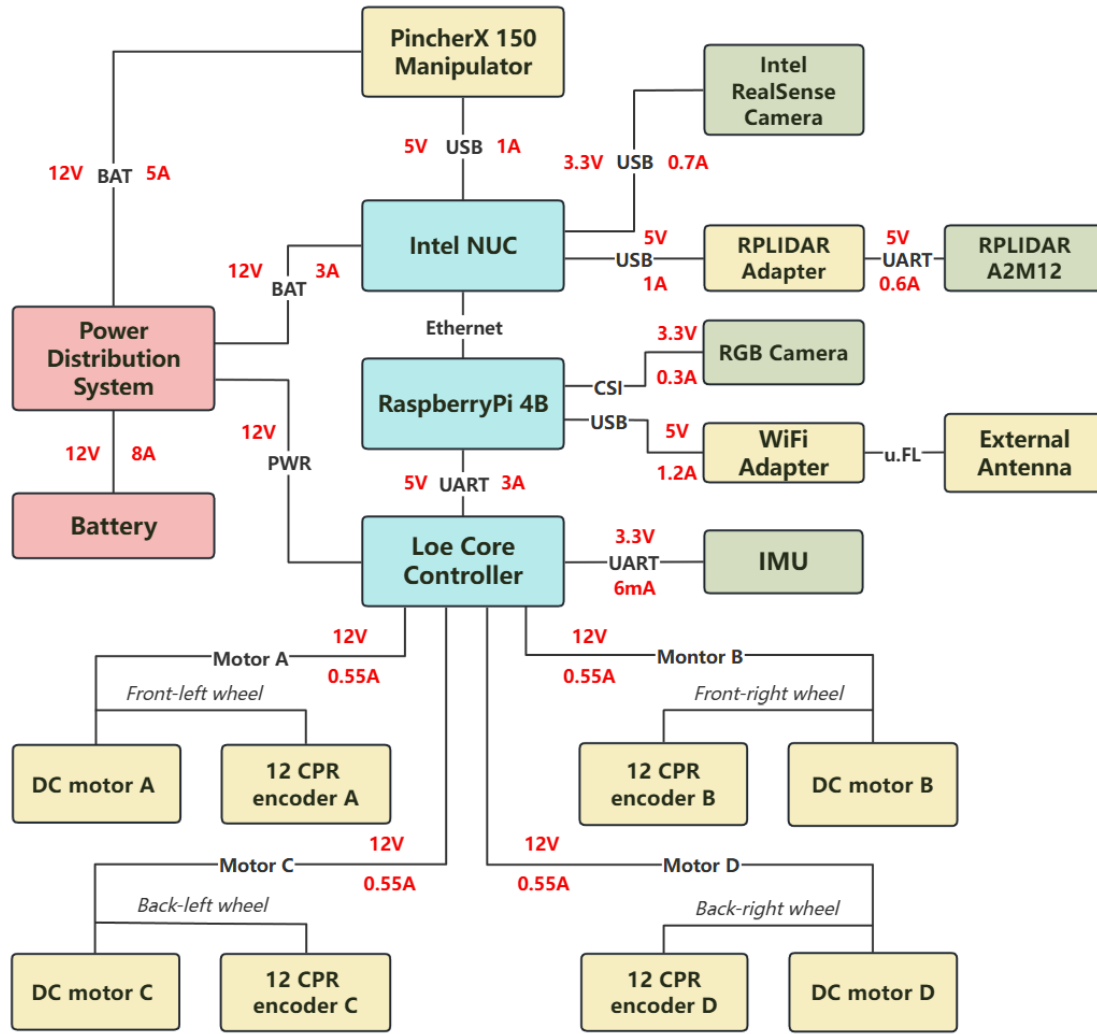 PincherX 150
Manipulator
Intel
RealSense
Camera
5V USB 1A
3.3V USB 0.7A
12V BAT 5A
Intel NUC
5V
USB
1A
RPLIDAR
Adapter
5V
UART
0.6A
RPLIDAR
A2M12
12V 3A
BAT
Ethernet
Power
Distribution
System
3.3V
CSI
0.3A
RGB Camera
RaspberryPi 4B
USB
5V
1.2A
WiFi
Adapter
u.FL
External
Antenna
12V
PWR
12V 8A
5V UART 3A
Battery
Loe Core
Controller
3.3V
UART
6mA
IMU
12V
Motor A
0.55A
Front-left wheel
12V
Montor B
0.55A
Front-right wheel
DC motor A
12 CPR
encoder A
12 CPR
encoder B
DC motor B
12V
Motor C
0.55A
Back-left wheel
12V
Motor D
0.55A
Back-right wheel
DC motor C
12 CPR
encoder C
12 CPR
encoder D
DC motor D